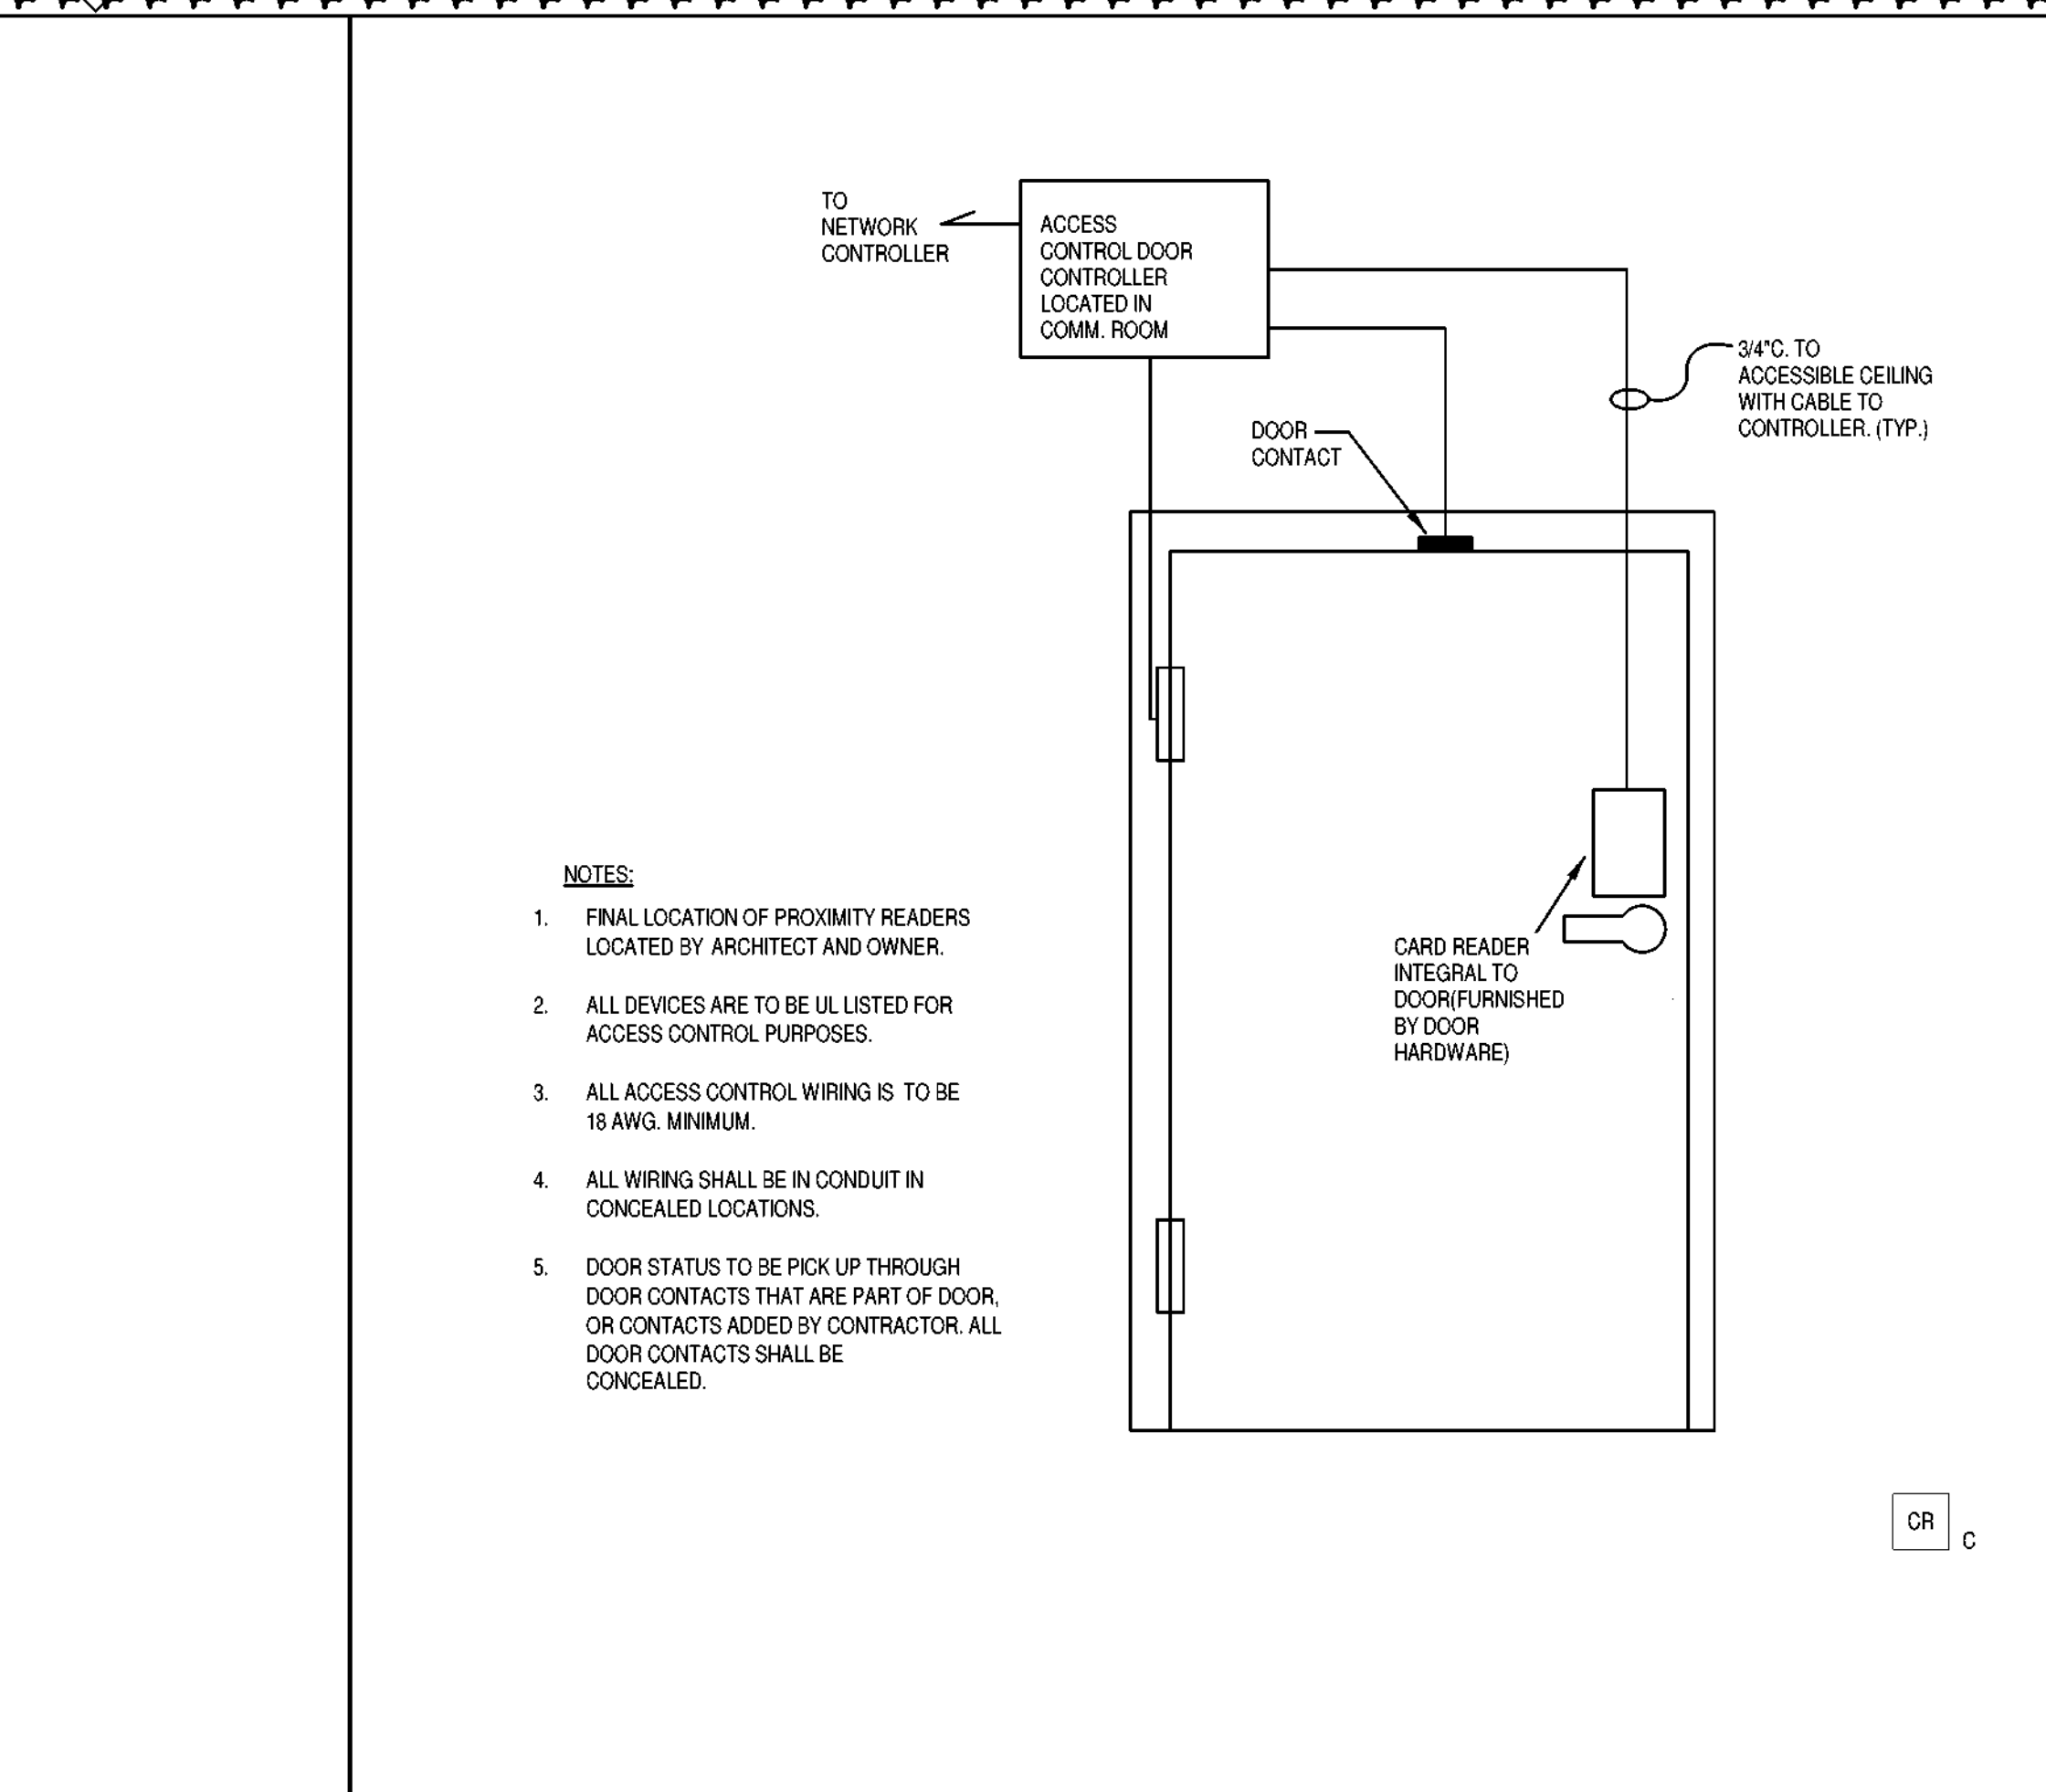 TO
NETWORK
CONTROLLER
ACCESS
CONTROL DOOR
CONTROLLER
LOCATED IN
COMM. ROOM
3/4"C. TO
ACCESSIBLE CEILING
WITH CABLE TO
CONTROLLER. (TYP.)
DOOR
CONTACT
NOTES:
1. FINAL LOCATION OF PROXIMITY READERS
LOCATED BY ARCHITECT AND OWNER.
2. ALL DEVICES ARE TO BE UL LISTED FOR
ACCESS CONTROL PURPOSES.
3. ALL ACCESS CONTROL WIRING IS TO BE
18 AWG. MINIMUM.
4. ALL WIRING SHALL BE IN CONDUIT IN
CONCEALED LOCATIONS.
5. DOOR STATUS TO BE PICK UP THROUGH
DOOR CONTACTS THAT ARE PART OF DOOR,
OR CONTACTS ADDED BY CONTRACTOR. ALL
DOOR CONTACTS SHALL BE
CONCEALED.
CARD READER
INTEGRAL TO
DOOR(FURNISHED
BY DOOR
HARDWARE)
CR
C